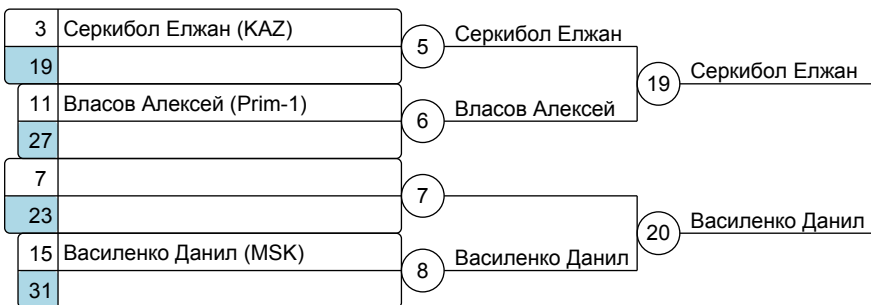 3 Серкибол Елжан (KAZ)
19
5 Серкибол Елжан
11 Власов Алексей (Prim-1)
27
6 Власов Алексей
19 Серкибол Елжан
7
23
7
15 Василенко Данил (MSK)
31
8 Василенко Данил
20 Василенко Данил